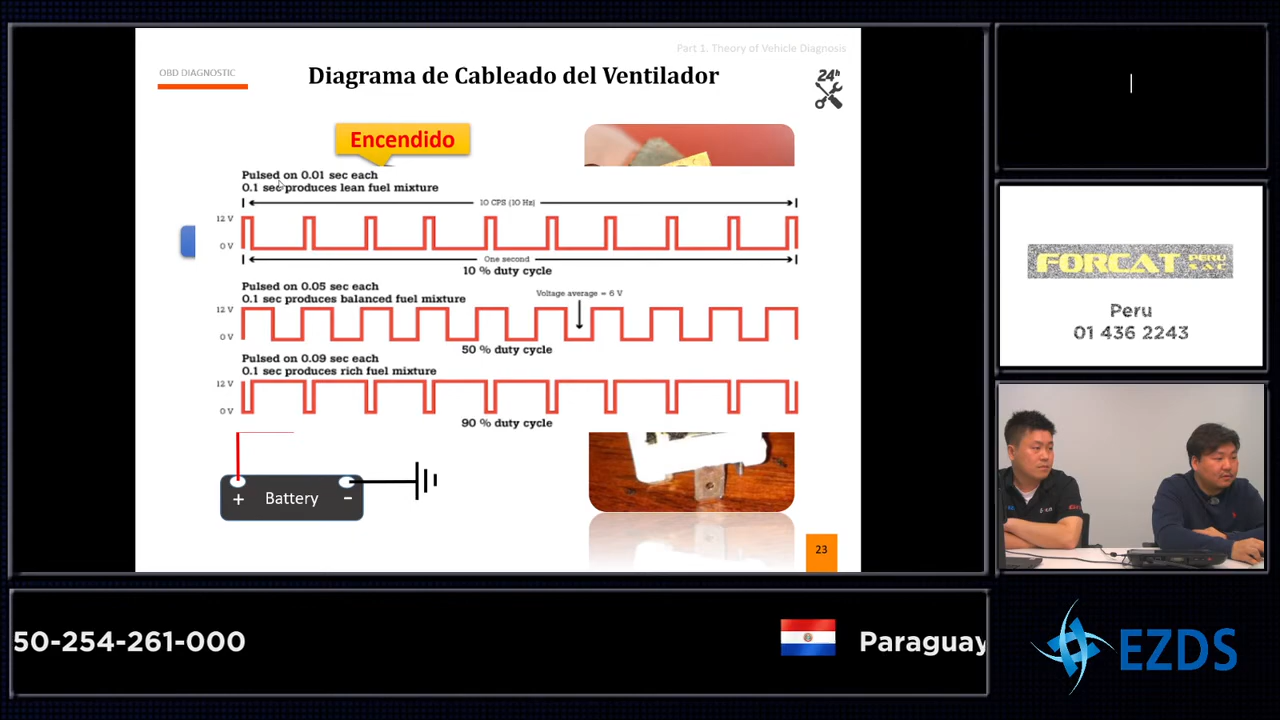 Part 1. Theory of Vehicle Diagnosis
OBD DIAGNOSTIC
Diagrama de Cableado del Ventilador
24h
Encendido
Pulsed on 0.01 sec each
0.1 sec produces lean fuel mixture
10 CPS (10 Hz)
12 V
0 V
One second
10 % duty cycle
Pulsed on 0.05 sec each
0.1 sec produces balanced fuel mixture
Voltage average = 6 V
12 V
0 V
50 % duty cycle
Pulsed on 0.09 sec each
0.1 sec produces rich fuel mixture
12 V
0 V
90 % duty cycle
+ Battery -
23
FORCAT PERU S.A.C
Peru
01 436 2243
50-254-261-000
Paraguay
EZDS